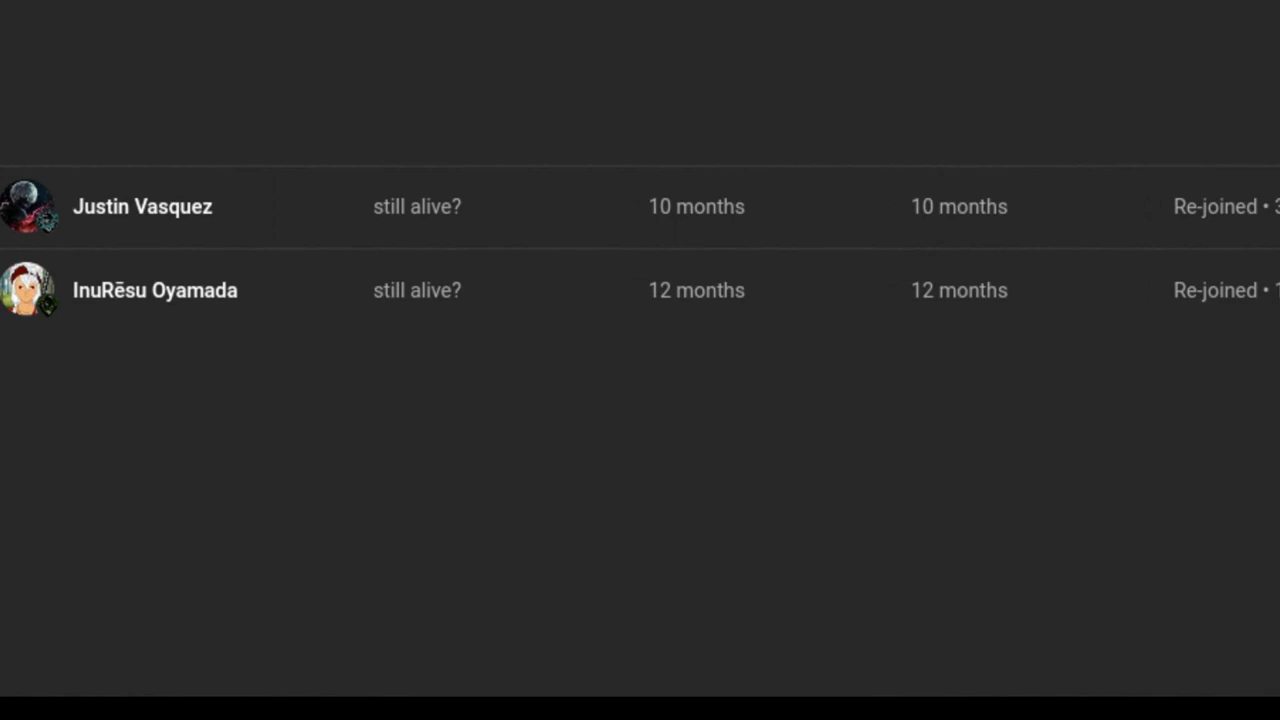 Justin Vasquez still alive? 10 months 10 months Re-joined •
InuRēsu Oyamada still alive? 12 months 12 months Re-joined •